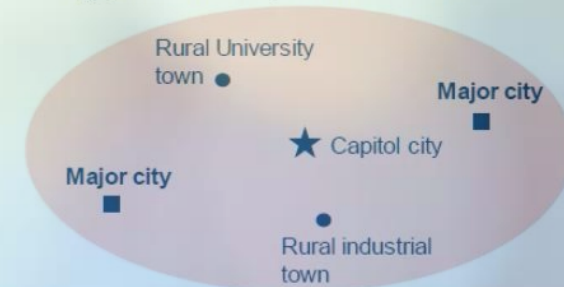 Rural University
town
Major city
Capitol city
Major city
Rural industrial
town